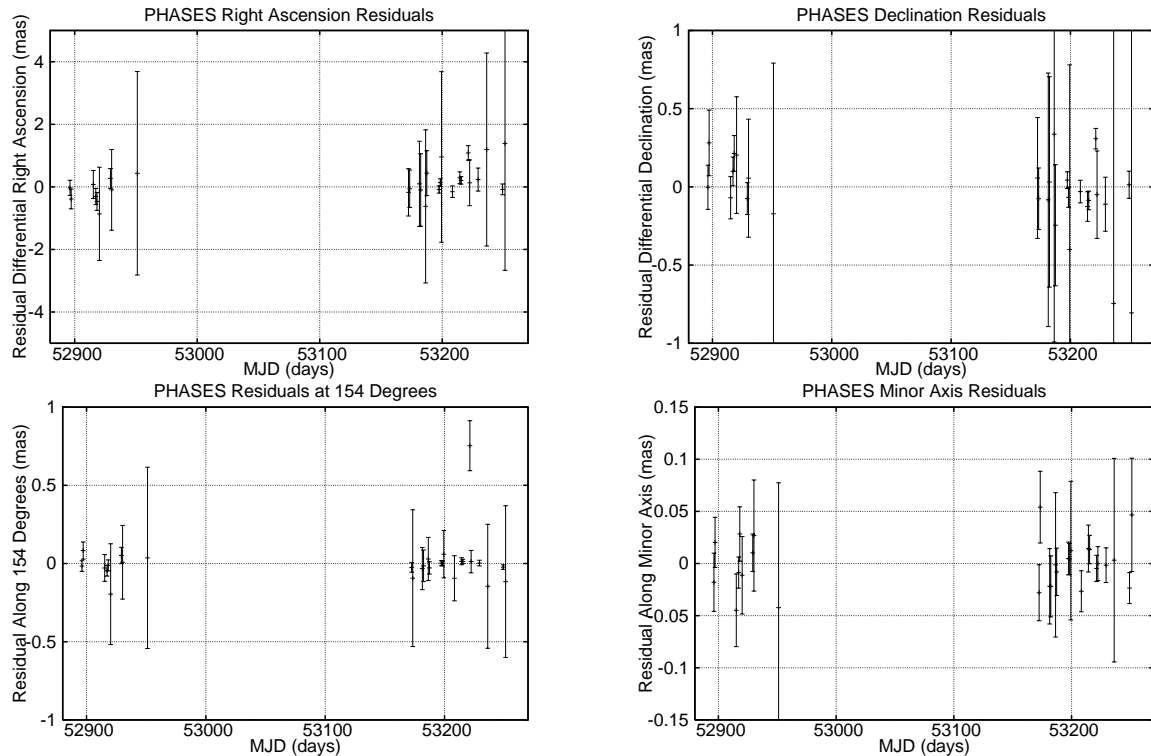 PHASES Right Ascension Residuals
Residual Differential Right Ascension (mas)
4
2
0
-2
-4
52900 53000 53100 53200
MJD (days)
PHASES Declination Residuals
Residual Differential Declination (mas)
1
0.5
0
-0.5
-1
52900 53000 53100 53200
MJD (days)
PHASES Residuals at 154 Degrees
Residual Along 154 Degrees (mas)
1
0.5
0
-0.5
-1
52900 53000 53100 53200
MJD (days)
PHASES Minor Axis Residuals
Residual Along Minor Axis (mas)
0.15
0.1
0.05
0
-0.05
-0.1
-0.15
52900 53000 53100 53200
MJD (days)